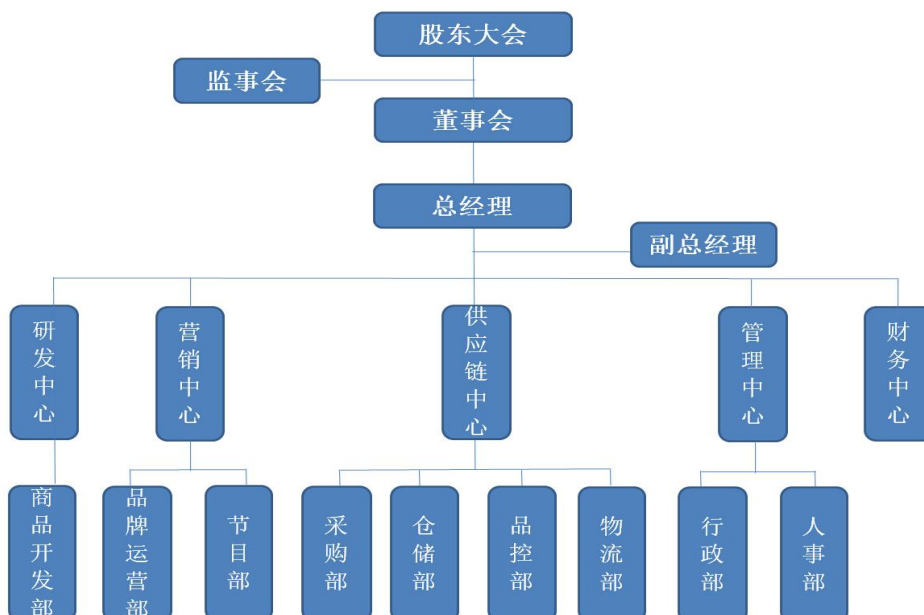 股东大会
监事会
董事会
总经理
副总经理
研发中心
营销中心
供应链中心
管理中心
财务中心
商品开发部
品牌运营部
节目部
采购部
仓储部
品控部
物流部
行政部
人事部